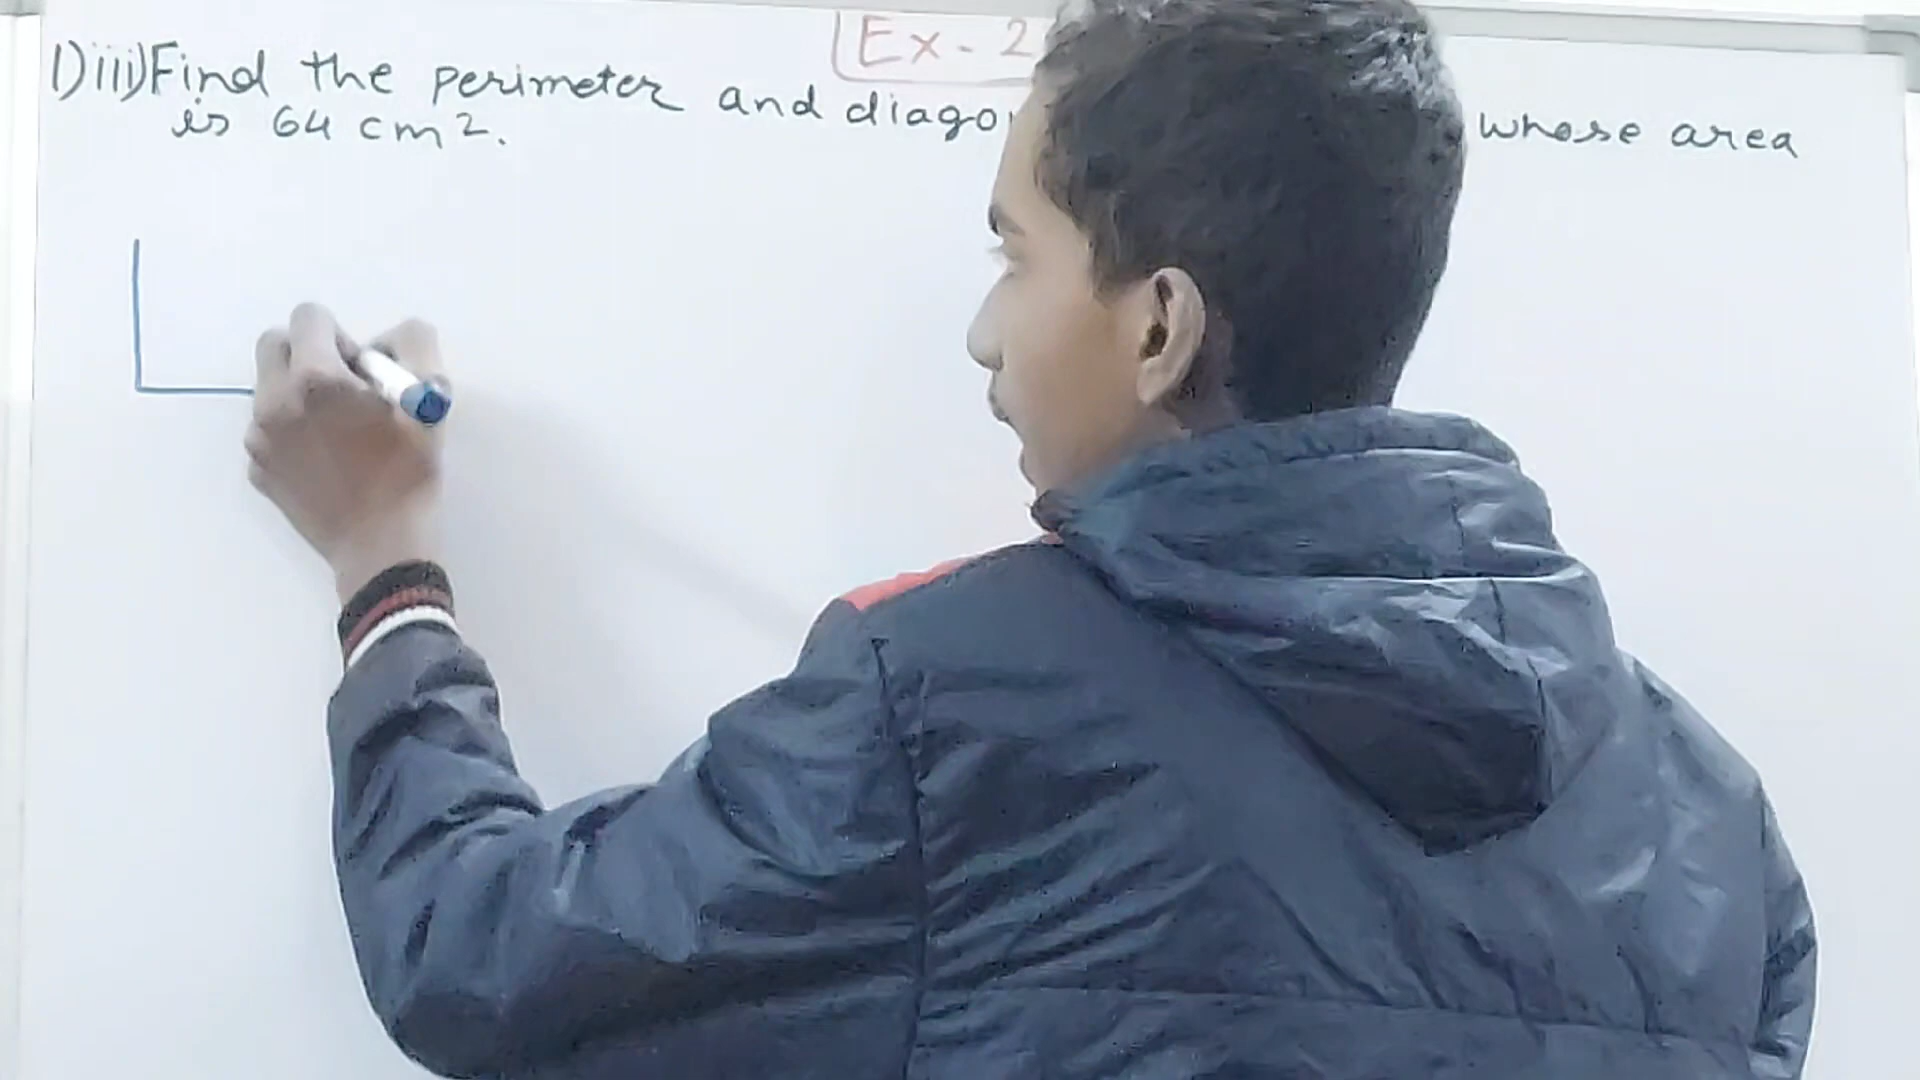 Ex - 2
1) iii) Find the perimeter and diago whose area
is 64 cm2.